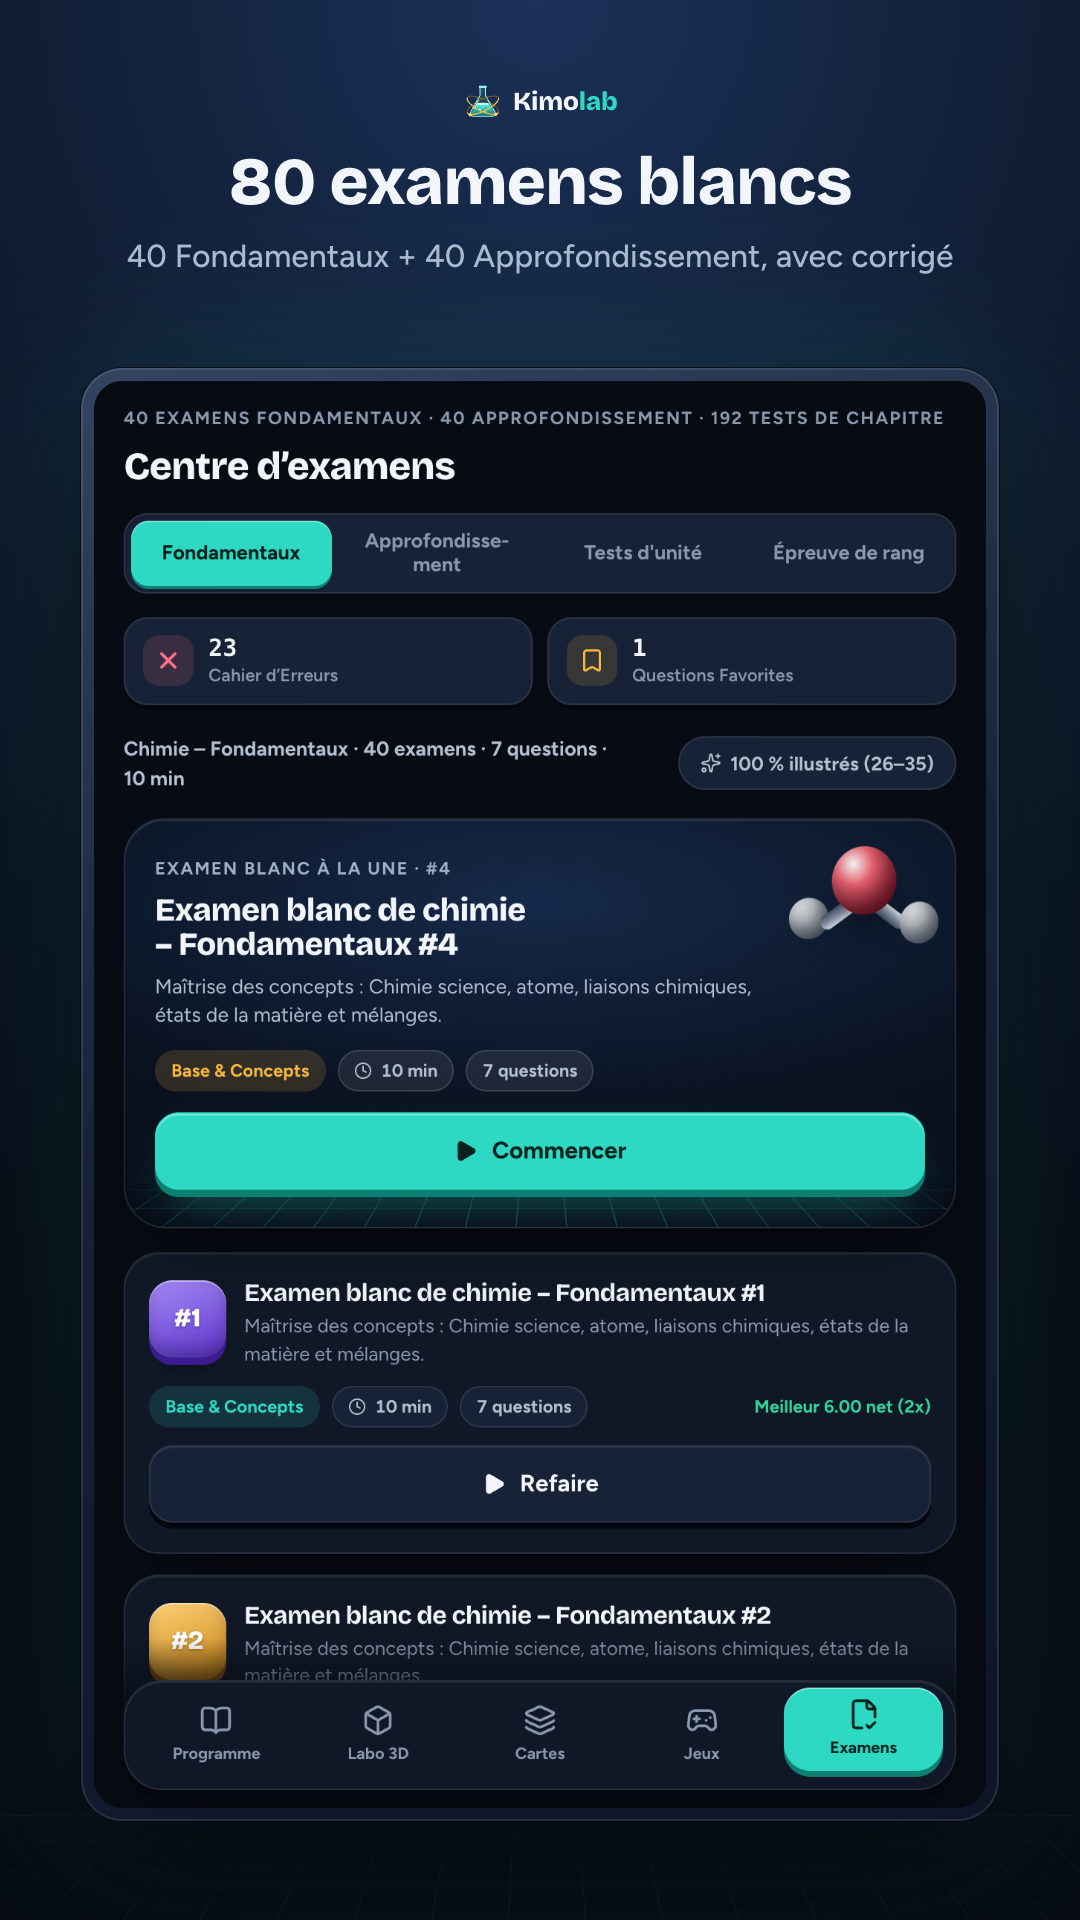 Kimolab
80 examens blancs
40 Fondamentaux + 40 Approfondissement, avec corrigé
40 EXAMENS FONDAMENTAUX · 40 APPROFONDISSEMENT · 192 TESTS DE CHAPITRE
Centre d’examens
Fondamentaux
Approfondisse-
ment
Tests d'unité
Épreuve de rang
23
Cahier d’Erreurs
1
Questions Favorites
Chimie – Fondamentaux · 40 examens · 7 questions ·
10 min
100 % illustrés (26–35)
EXAMEN BLANC À LA UNE · #4
Examen blanc de chimie
– Fondamentaux #4
Maîtrise des concepts : Chimie science, atome, liaisons chimiques,
états de la matière et mélanges.
Base & Concepts
10 min
7 questions
Commencer
#1
Examen blanc de chimie – Fondamentaux #1
Maîtrise des concepts : Chimie science, atome, liaisons chimiques, états de la
matière et mélanges.
Base & Concepts
10 min
7 questions
Meilleur 6.00 net (2x)
Refaire
#2
Examen blanc de chimie – Fondamentaux #2
Maîtrise des concepts : Chimie science, atome, liaisons chimiques, états de la
matière et mélanges
Programme
Labo 3D
Cartes
Jeux
Examens